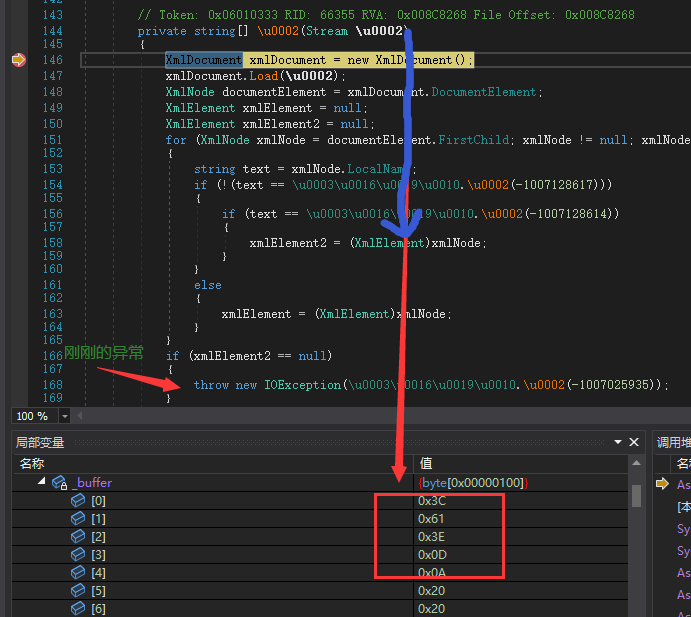 142
143 // Token: 0x06010333 RID: 66355 RVA: 0x008C8268 File Offset: 0x008C8268
144 private string[] \u0002(Stream \u0002)
145 {
146 XmlDocument xmlDocument = new XmlDocument();
147 xmlDocument.Load(\u0002);
148 XmlNode documentElement = xmlDocument.DocumentElement;
149 XmlElement xmlElement = null;
150 XmlElement xmlElement2 = null;
151 for (XmlNode xmlNode = documentElement.FirstChild; xmlNode != null; xmlNode
152 {
153 string text = xmlNode.LocalName;
154 if (!(text == \u0003\u0016\u0019\u0010.\u0002(-1007128617)))
155 {
156 if (text == \u0003\u0016\u0019\u0010.\u0002(-1007128614))
157 {
158 xmlElement2 = (XmlElement)xmlNode;
159 }
160 }
161 else
162 {
163 xmlElement = (XmlElement)xmlNode;
164 }
165 }
166 if (xmlElement2 == null)
刚刚的异常
167 {
168 throw new IOException(\u0003\u0016\u0019\u0010.\u0002(-1007025935));
169 }
100 %
局部变量 调用堆
名称 值 名称
_buffer {byte[0x00000100]} As
[0] 0x3C [本
[1] 0x61 Sy
[2] 0x3E Sy
[3] 0x0D As
[4] 0x0A As
[5] 0x20 As
[6] 0x20